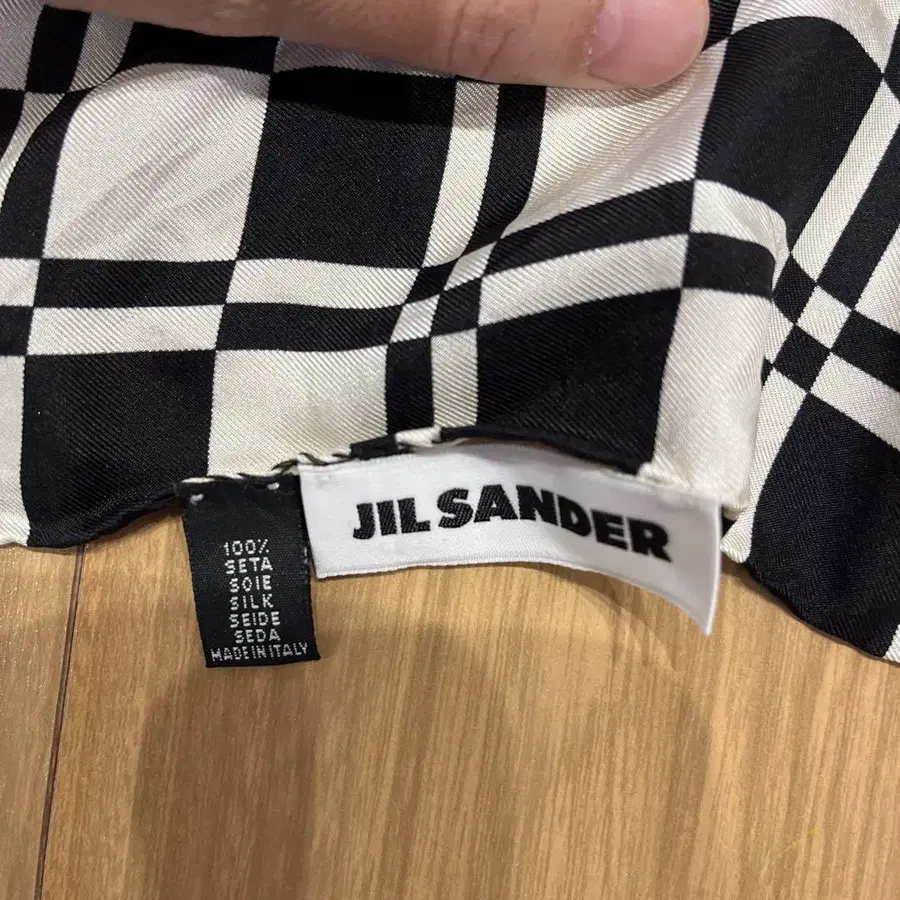 JIL SANDER
100%
SETA
SOIE
SILK
SEIDE
SEDA
MADE IN ITALY